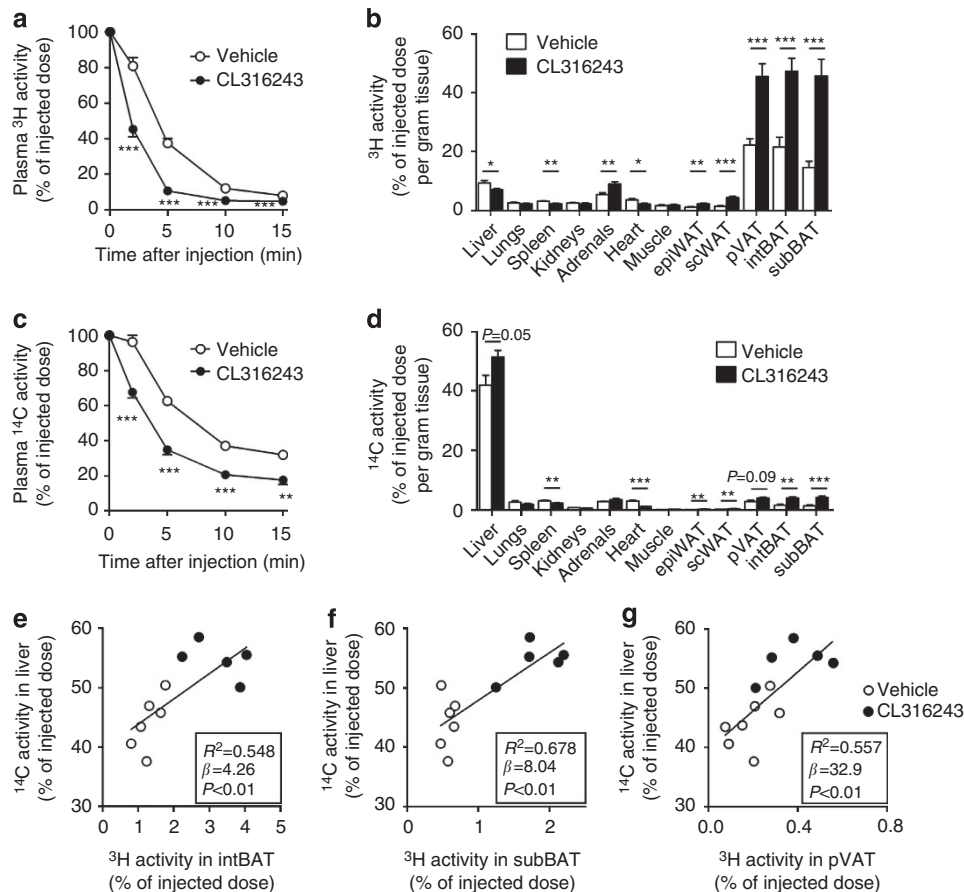 a
Plasma ³H activity
(% of injected dose)
100
80
60
40
20
0
Vehicle
CL316243
***
***
***
***
0
5
10
15
Time after injection (min)
b
³H activity
(% of injected dose
per gram tissue)
60
40
20
0
Vehicle
CL316243
*
**
**
*
**
***
***
***
***
Liver
Lungs
Spleen
Kidneys
Adrenals
Heart
Muscle
epiWAT
scWAT
pVAT
intBAT
subBAT
c
Plasma ¹⁴C activity
(% of injected dose)
100
80
60
40
20
0
Vehicle
CL316243
***
***
***
**
0
5
10
15
Time after injection (min)
d
¹⁴C activity
(% of injected dose
per gram tissue)
60
40
20
0
P=0.05
Vehicle
CL316243
**
***
**
**
P=0.09
**
***
Liver
Lungs
Spleen
Kidneys
Adrenals
Heart
Muscle
epiWAT
scWAT
pVAT
intBAT
subBAT
e
¹⁴C activity in liver
(% of injected dose)
60
50
40
30
R²=0.548
β=4.26
P<0.01
0
1
2
3
4
5
³H activity in intBAT
(% of injected dose)
f
¹⁴C activity in liver
(% of injected dose)
60
50
40
30
R²=0.678
β=8.04
P<0.01
0
1
2
³H activity in subBAT
(% of injected dose)
g
¹⁴C activity in liver
(% of injected dose)
60
50
40
30
Vehicle
CL316243
R²=0.557
β=32.9
P<0.01
0.0
0.4
0.8
³H activity in pVAT
(% of injected dose)